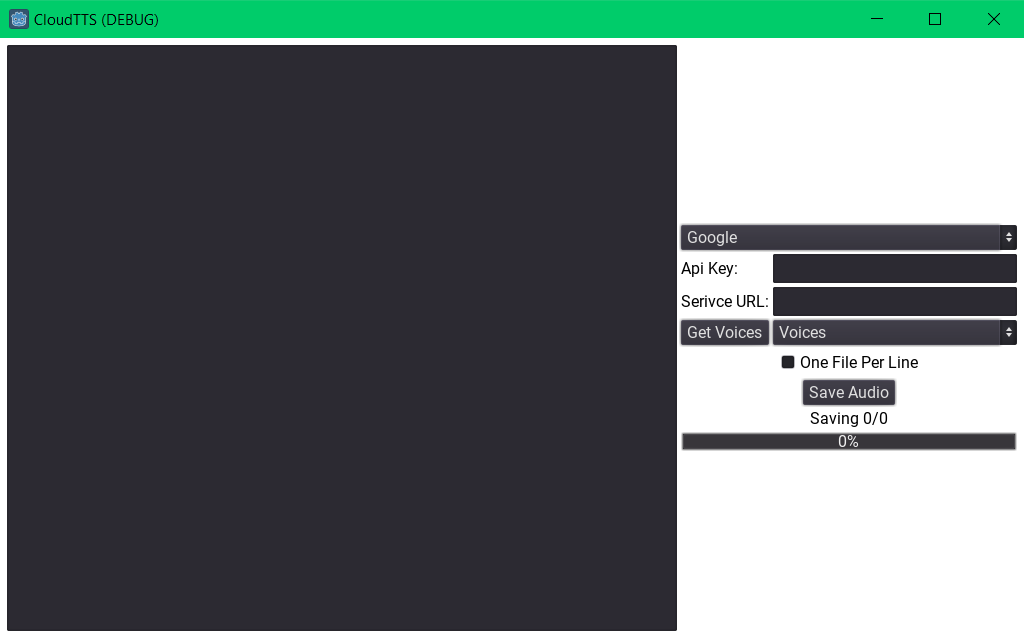 CloudTTS (DEBUG)
Google
Api Key:
Serivce URL:
Get Voices Voices
One File Per Line
Save Audio
Saving 0/0
0%